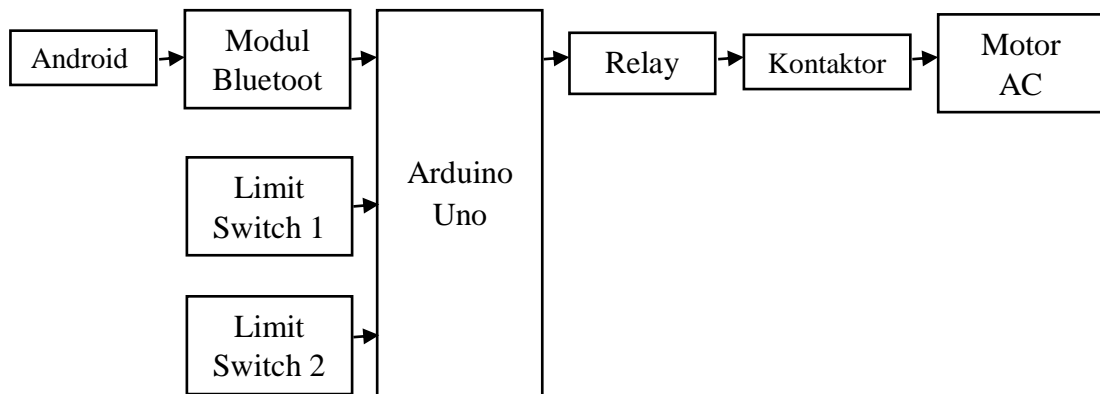 Android
Modul
Bluetoot
Limit
Switch 1
Limit
Switch 2
Arduino
Uno
Relay
Kontaktor
Motor
AC